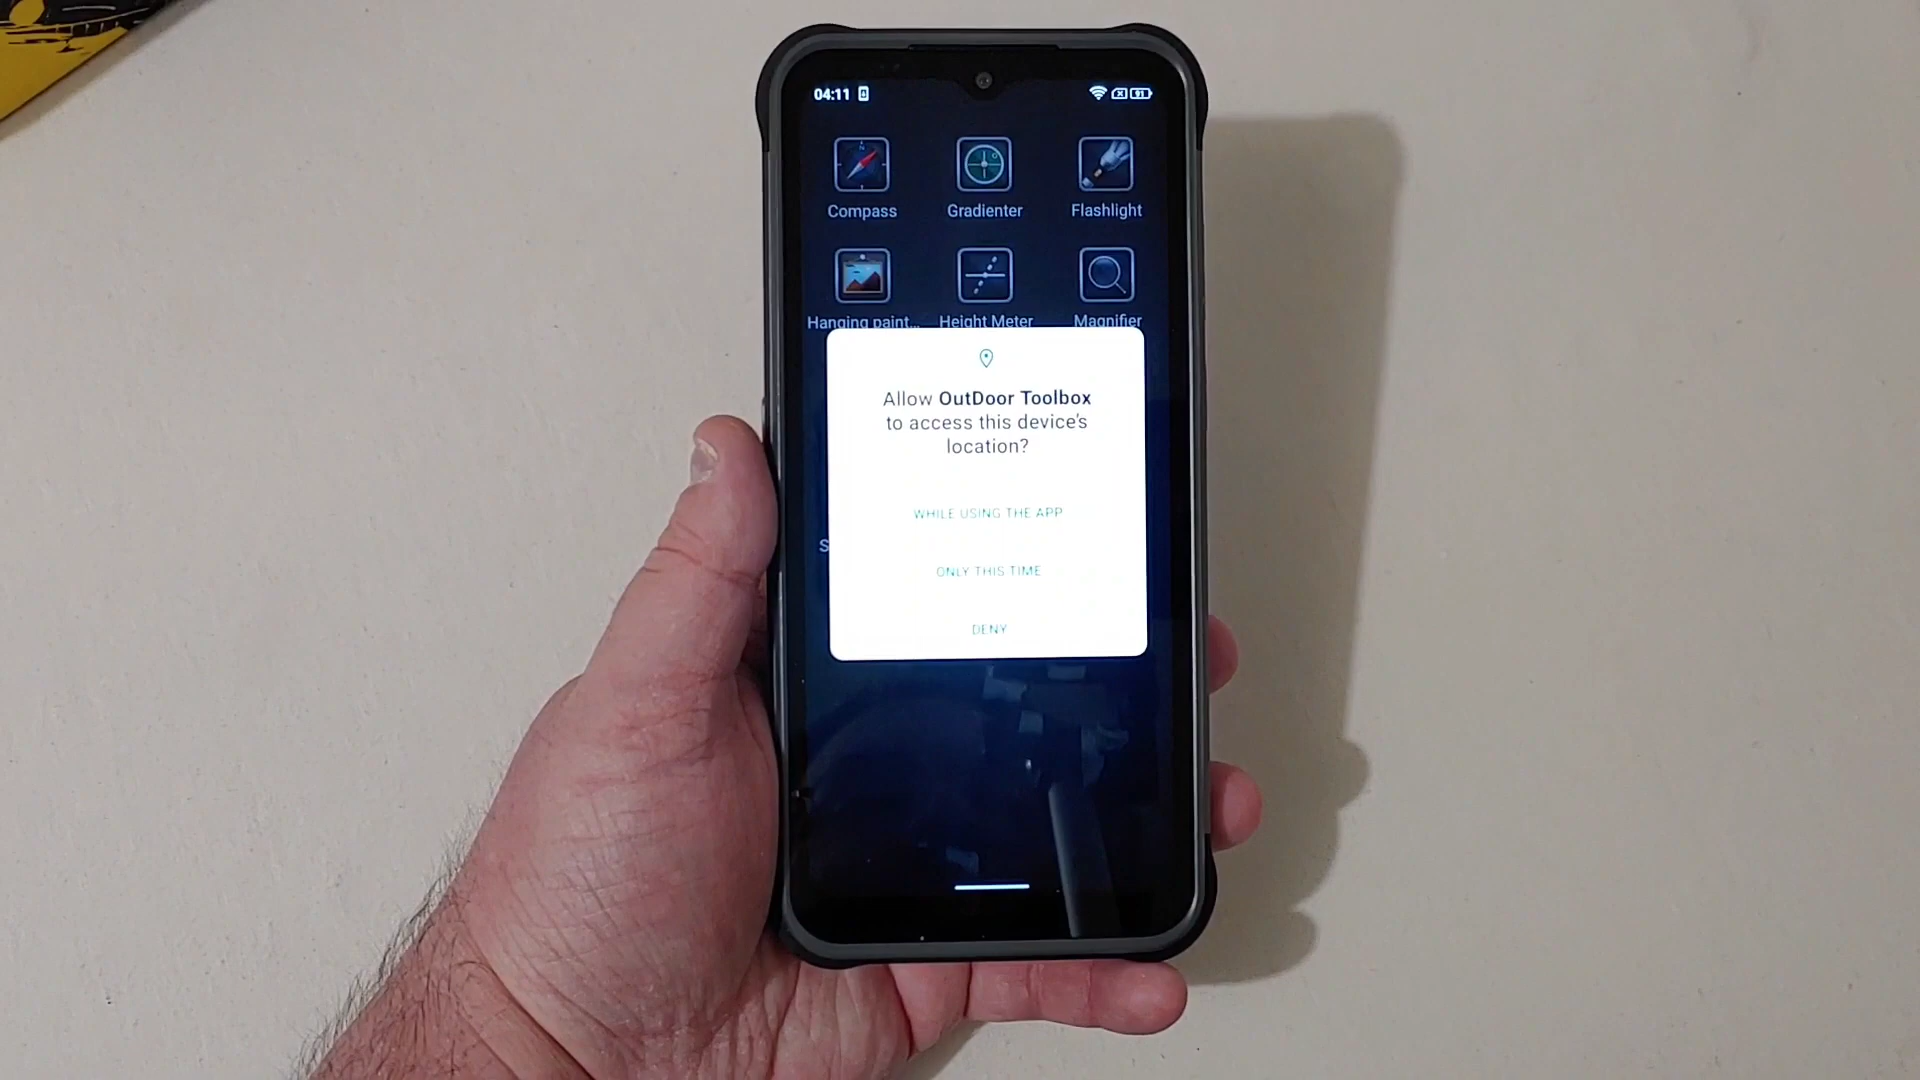 04:11 91
Compass Gradienter Flashlight
Hanging paint... Height Meter Magnifier
Allow OutDoor Toolbox
to access this device's
location?
WHILE USING THE APP
S
ONLY THIS TIME
DENY